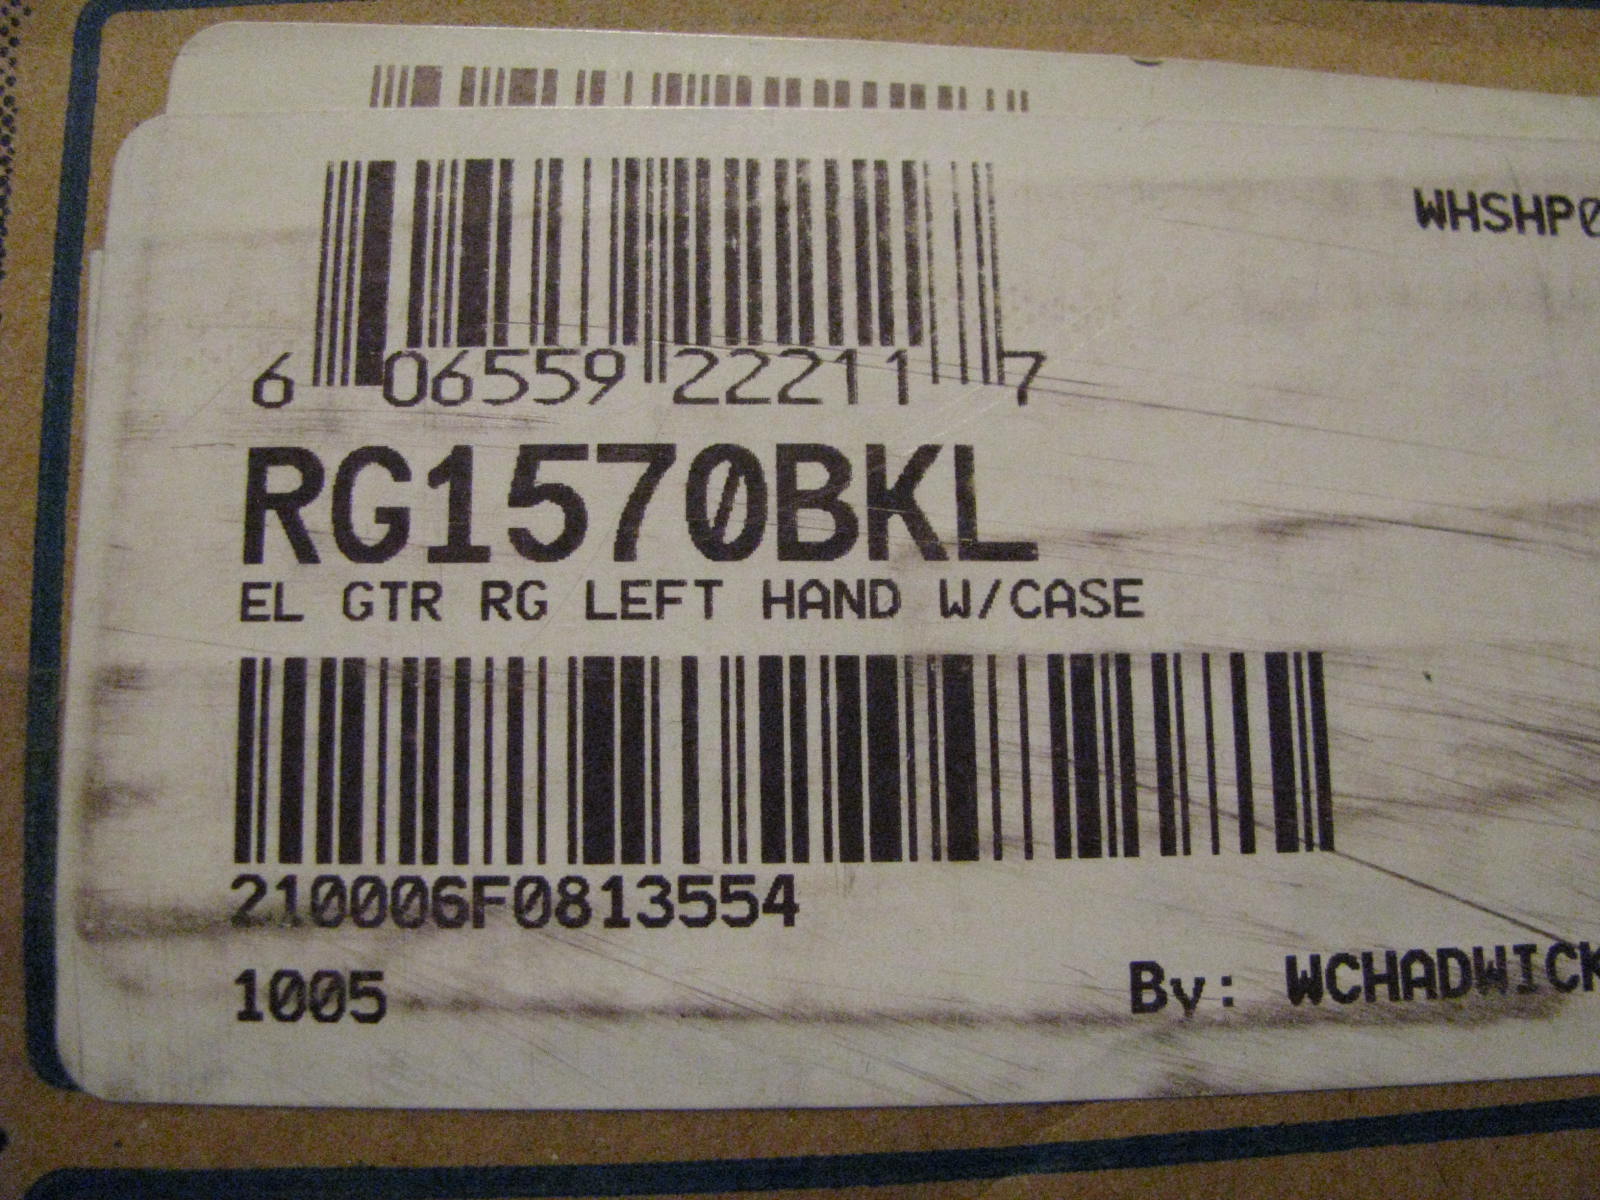 WHSHP0
6 06559 22211 7
RG1570BKL
EL GTR RG LEFT HAND W/CASE
210006F0813554
1005
By: WCHADWICK